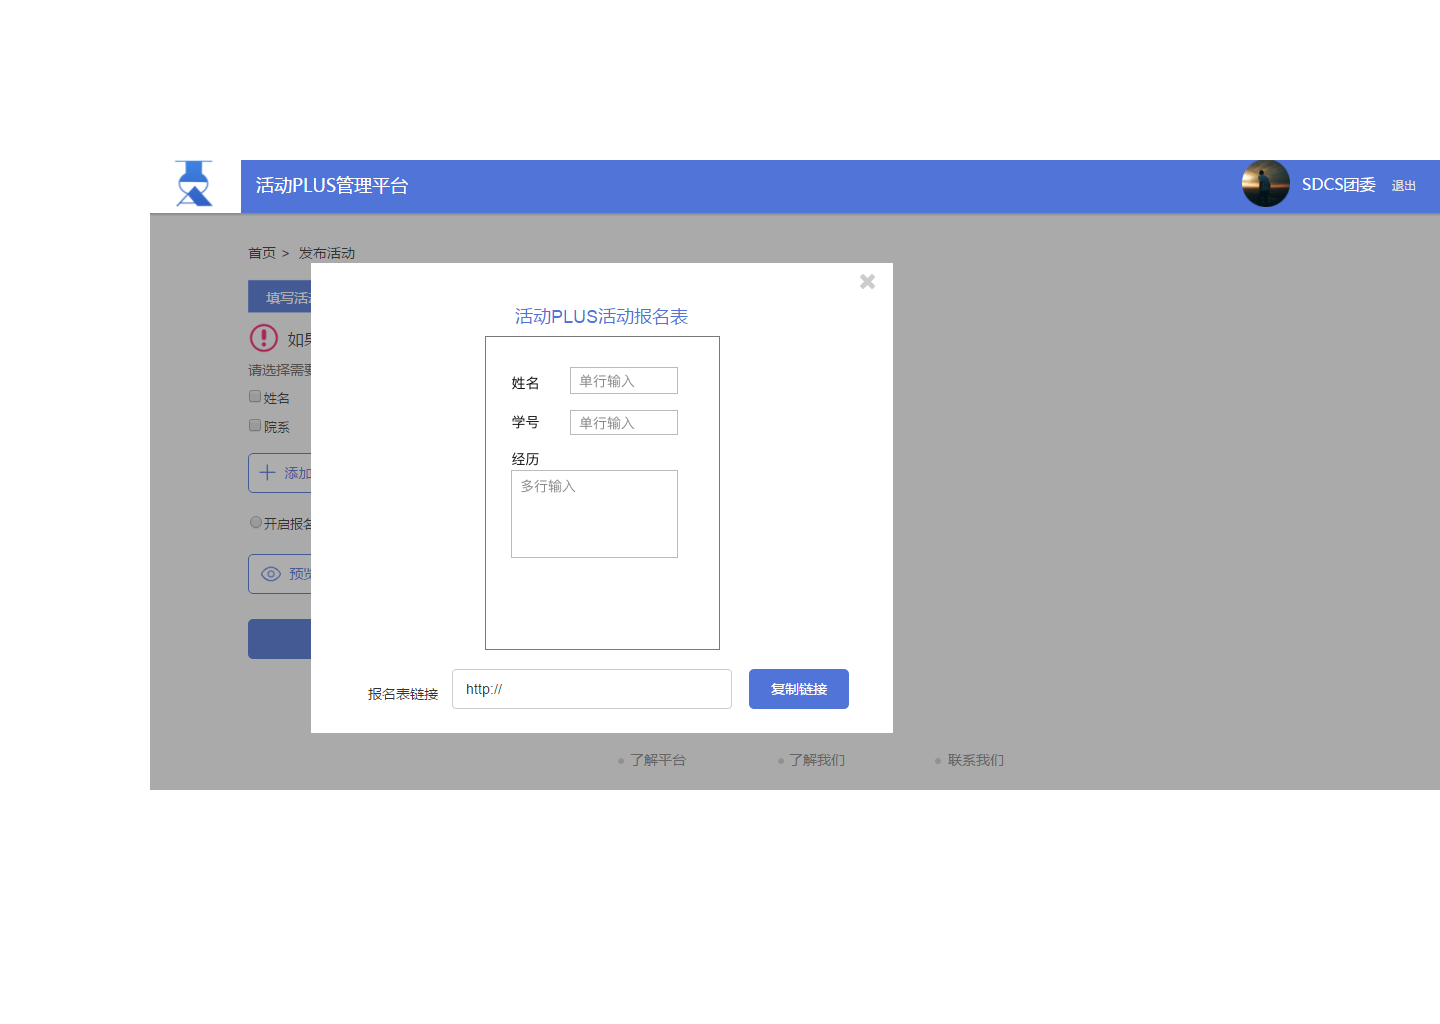 活动PLUS管理平台
SDCS团委 退出
首页 > 发布活动
填写活
活动PLUS活动报名表
如果
请选择需要
姓名
院系
添加
开启报名
预览
姓名 单行输入
学号 单行输入
经历
多行输入
报名表链接 http:// 复制链接
了解平台 了解我们 联系我们